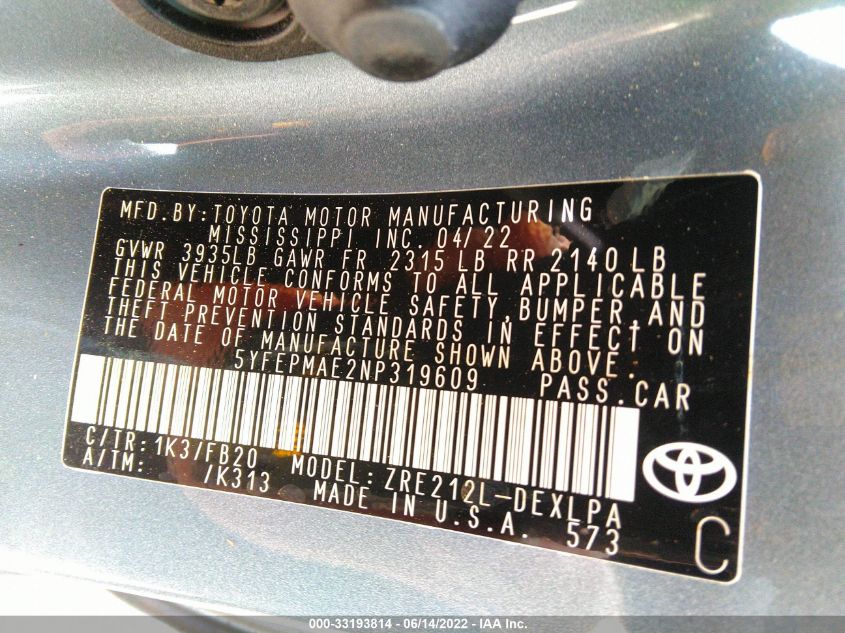 MFD.BY:TOYOTA MOTOR MANUFACTURING
MISSISSIPPI INC. 04/22
GVWR 3935LB GAWR FR 2315 LB RR 2140 LB
THIS VEHICLE CONFORMS TO ALL APPLICABLE
FEDERAL MOTOR VEHICLE SAFETY,BUMPER,AND
THEFT PREVENTION STANDARDS IN EFFECT ON
THE DATE OF MANUFACTURE SHOWN ABOVE.
5YFEPMAE2NP319609 PASS.CAR
C/TR: 1K3/FB20 MODEL: ZRE212L-DEXLPA
A/TM: /K313 MADE IN U.S.A. 573
C
000-33193814 - 06/14/2022 - IAA Inc.